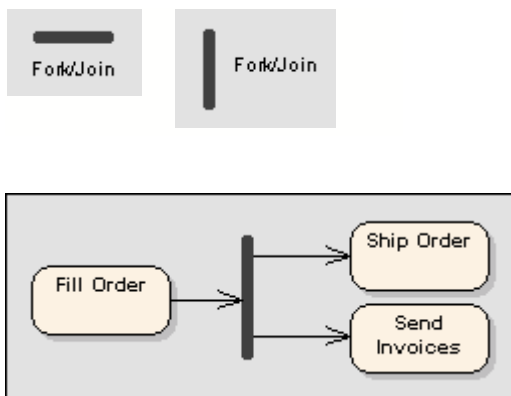 Fork/Join
Fork/Join
Fill Order
Ship Order
Send
Invoices